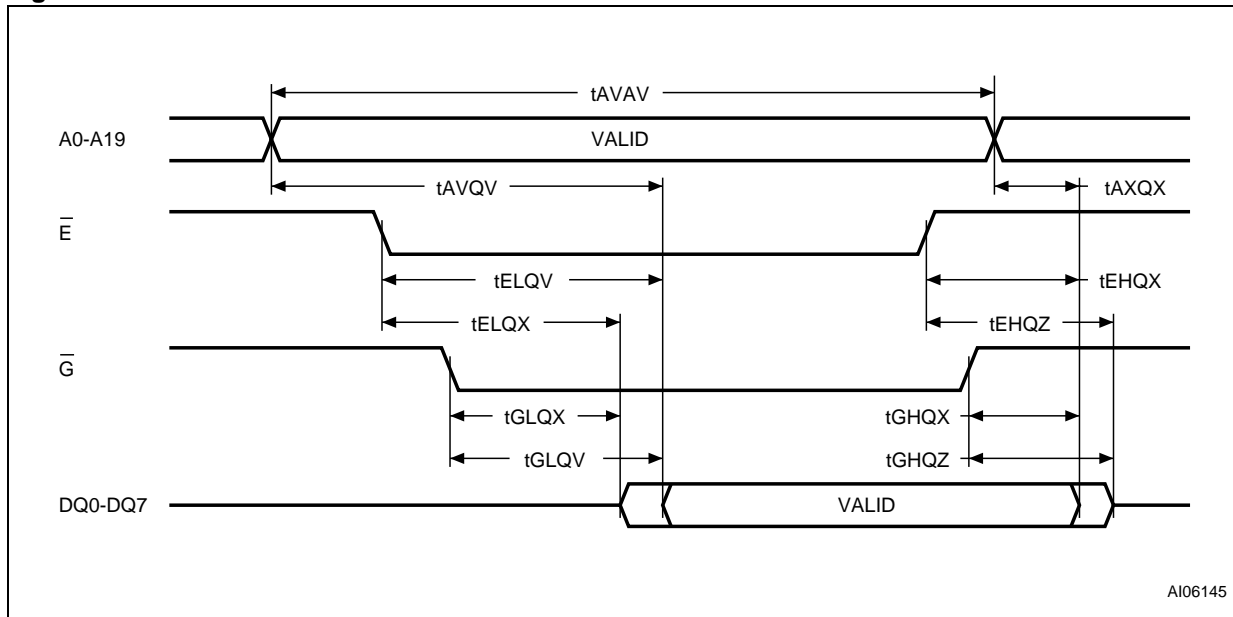 tAVAV
A0-A19
VALID
tAVQV
tAXQX
E
tELQV
tEHQX
tELQX
tEHQZ
G
tGLQX
tGHQX
tGLQV
tGHQZ
DQ0-DQ7
VALID
AI06145